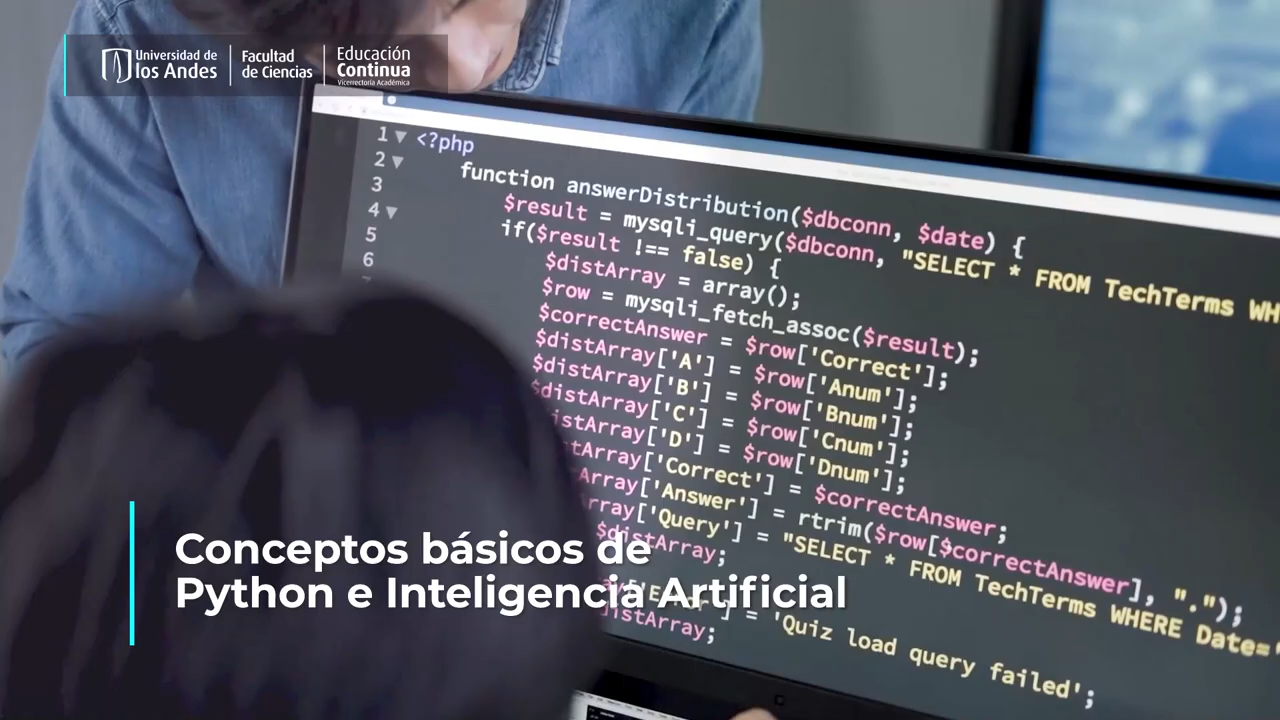 Universidad de
los Andes
Facultad
de Ciencias
Educación
Continua
Vicerrectoría Académica
1 <?php
2 function answerDistribution($dbconn, $date) {
3 $result = mysqli_query($dbconn, "SELECT * FROM TechTerms WH
4 if($result !== false) {
5 $distArray = array();
6 $row = mysqli_fetch_assoc($result);
$correctAnswer = $row['Correct'];
$distArray['A'] = $row['Anum'];
$distArray['B'] = $row['Bnum'];
$distArray['C'] = $row['Cnum'];
istArray['D'] = $row['Dnum'];
tArray['Correct'] = $correctAnswer;
Array['Answer'] = rtrim($row[$correctAnswer], ".");
rray['Query'] = "SELECT * FROM TechTerms WHERE Date='
$distArray;
'Error'] = 'Quiz load query failed';
istArray;
Conceptos básicos de
Python e Inteligencia Artificial